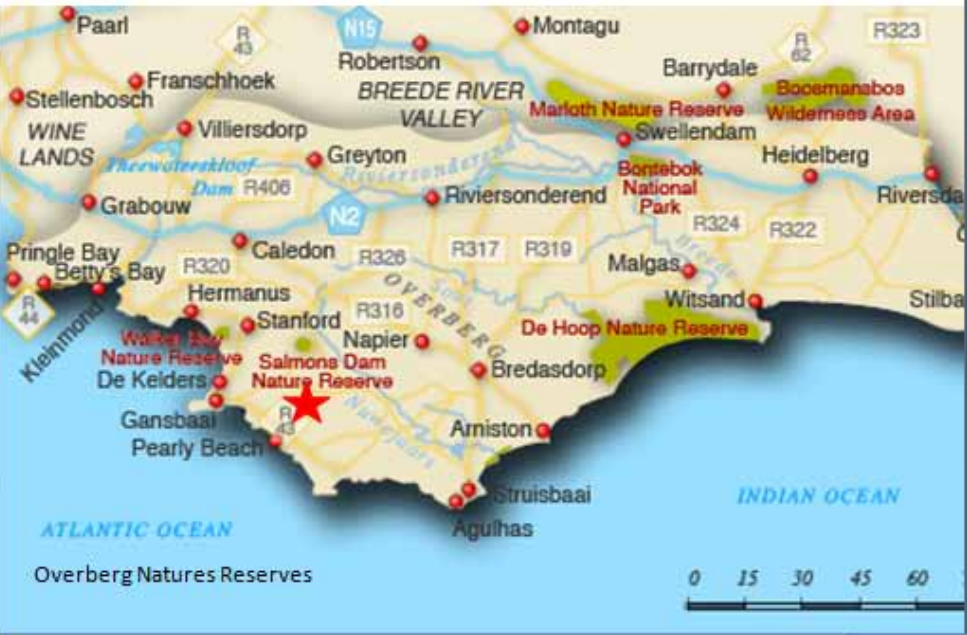 Paarl
R
43
N15
Montagu
R
62
R323
Robertson
Franschhoek
Stellenbosch
BREEDE RIVER
VALLEY
Barrydale
Boosmansbos
Wilderness Area
Marloth Nature Reserve
WINE
LANDS
Villiersdorp
Swellendam
Theewaterskloof
Dam
R406
Greyton
Riviersonderend
Heidelberg
Bontebok
National
Park
Grabouw
N2
Riviersonderend
Riversda
R324
R322
Pringle Bay
Betty's Bay
Caledon
R320
R326
R317
R319
Breede
Malgas
R
44
Kleinmond
Hermanus
OVERBERG
Witsand
Stilba
Walker Bay
Nature Reserve
Stanford
R316
Napier
De Hoop Nature Reserve
Salmons Dam
Nature Reserve
De Kelders
Bredasdorp
Gansbaai
R
43
Pearly Beach
Arniston
Struisbaai
Agulhas
INDIAN OCEAN
ATLANTIC OCEAN
Overberg Natures Reserves
0 15 30 45 60